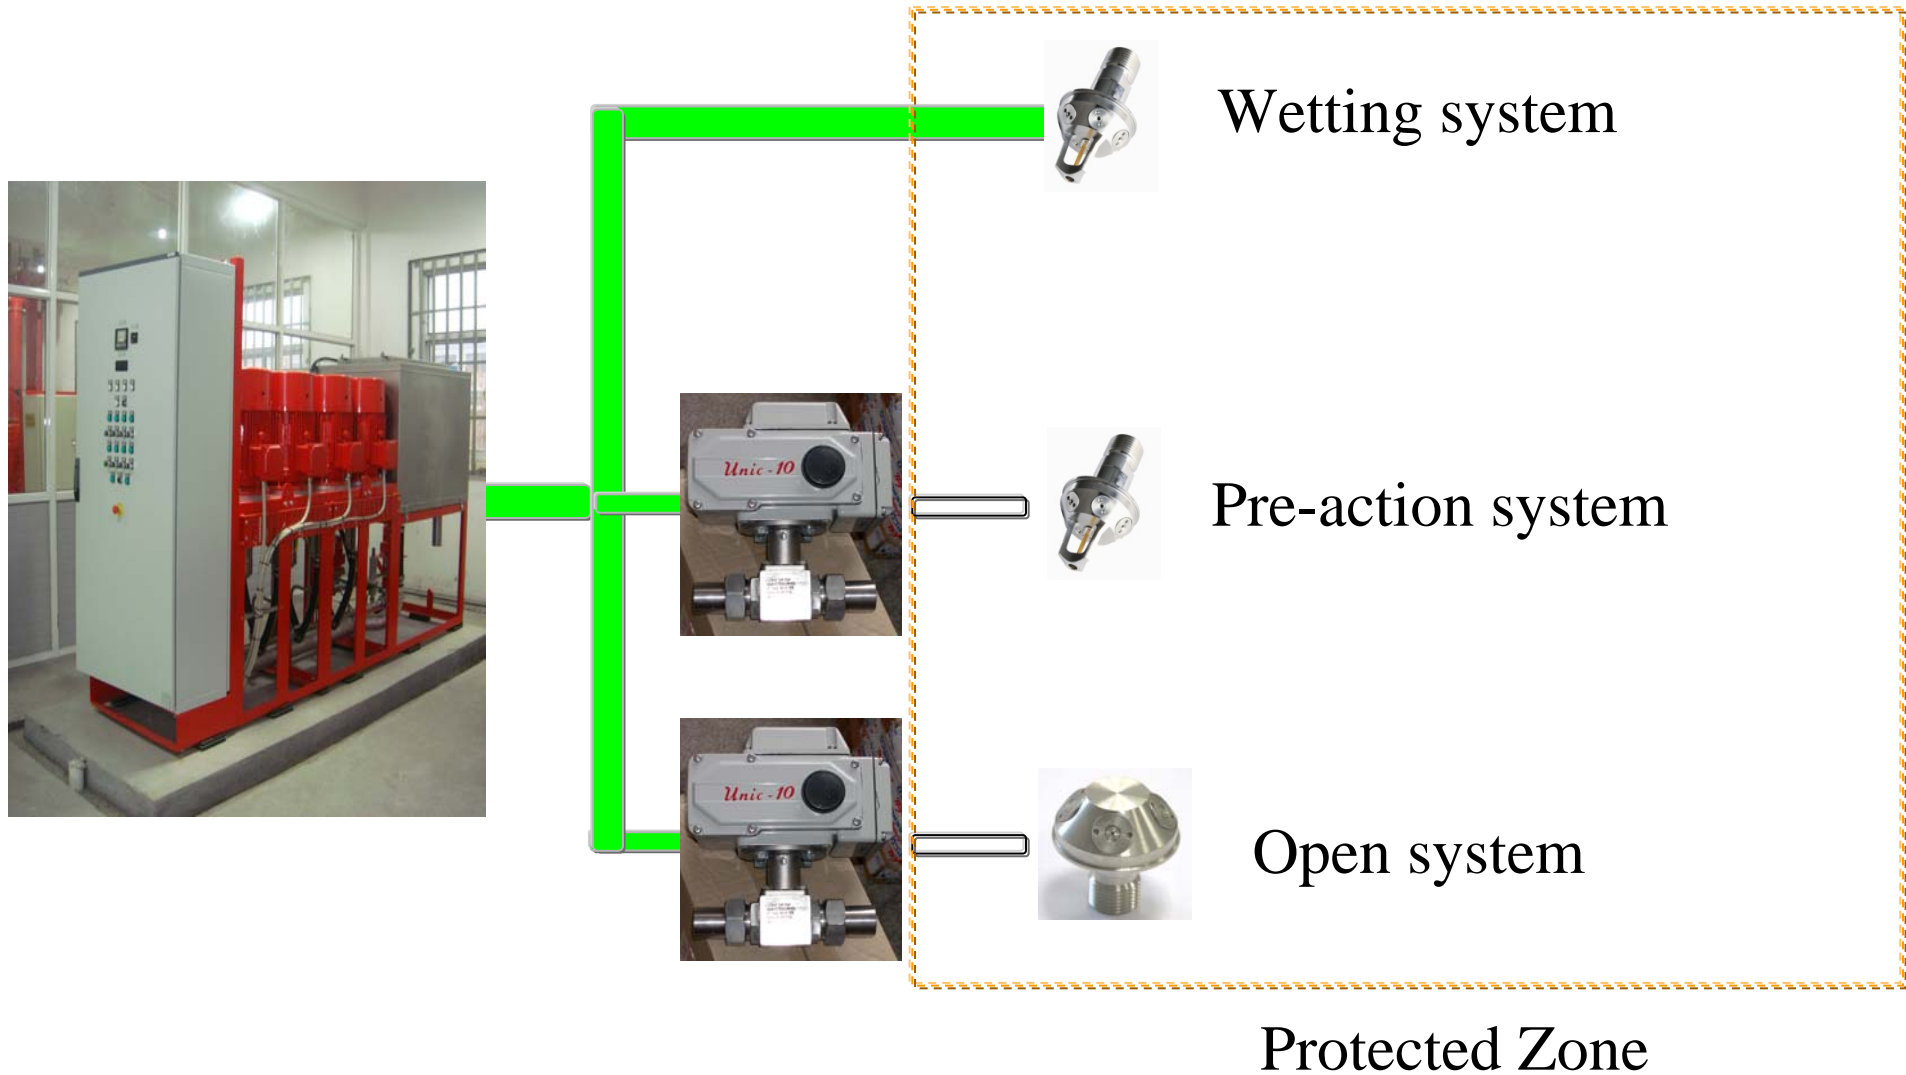 Wetting system
Unic-10
Pre-action system
Unic-10
Open system
Protected Zone